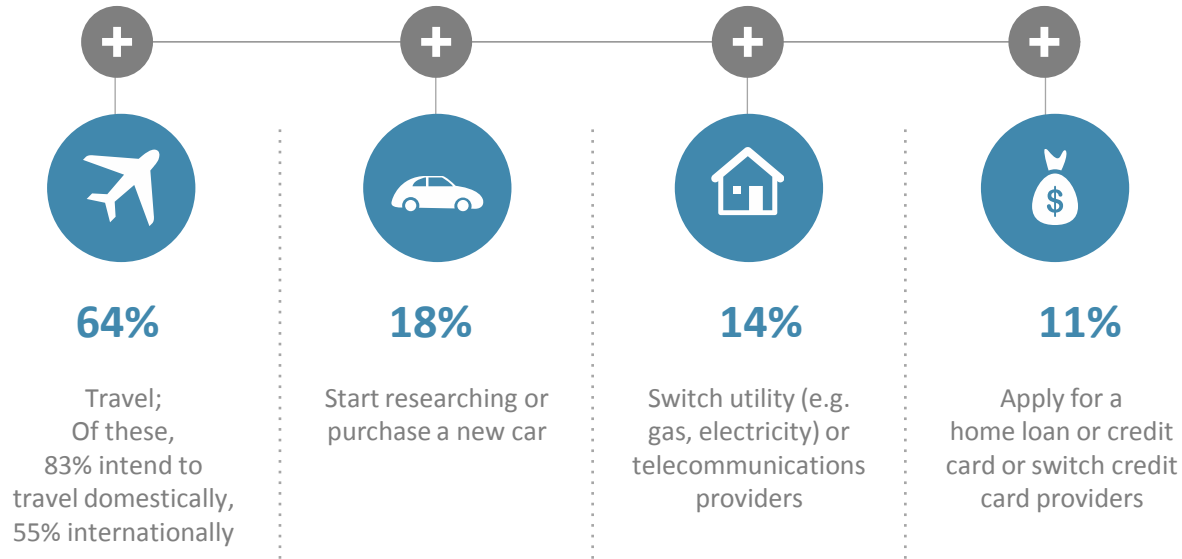 $
64%
Travel;
Of these,
83% intend to
travel domestically,
55% internationally
18%
Start researching or
purchase a new car
14%
Switch utility (e.g.
gas, electricity) or
telecommunications
providers
11%
Apply for a
home loan or credit
card or switch credit
card providers